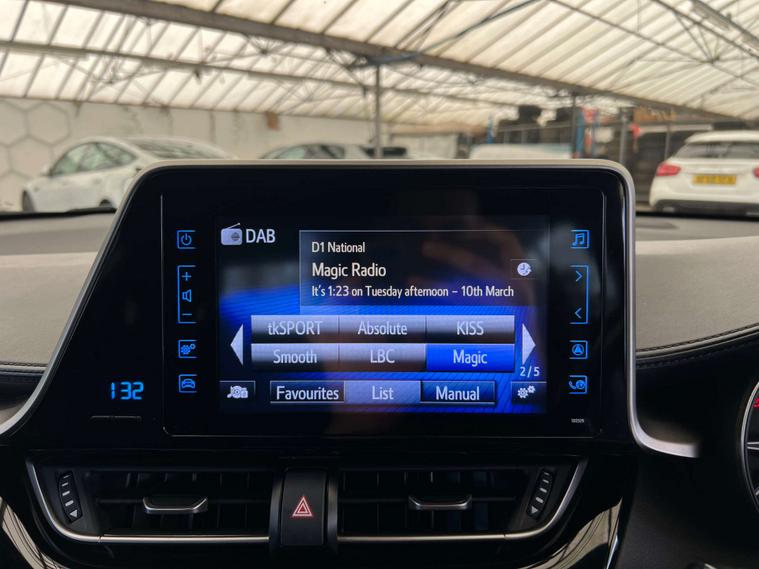 DAB
D1 National
Magic Radio
It's 1:23 on Tuesday afternoon – 10th March
tkSPORT Absolute KISS
Smooth LBC Magic
2/5
Favourites List Manual
1:32